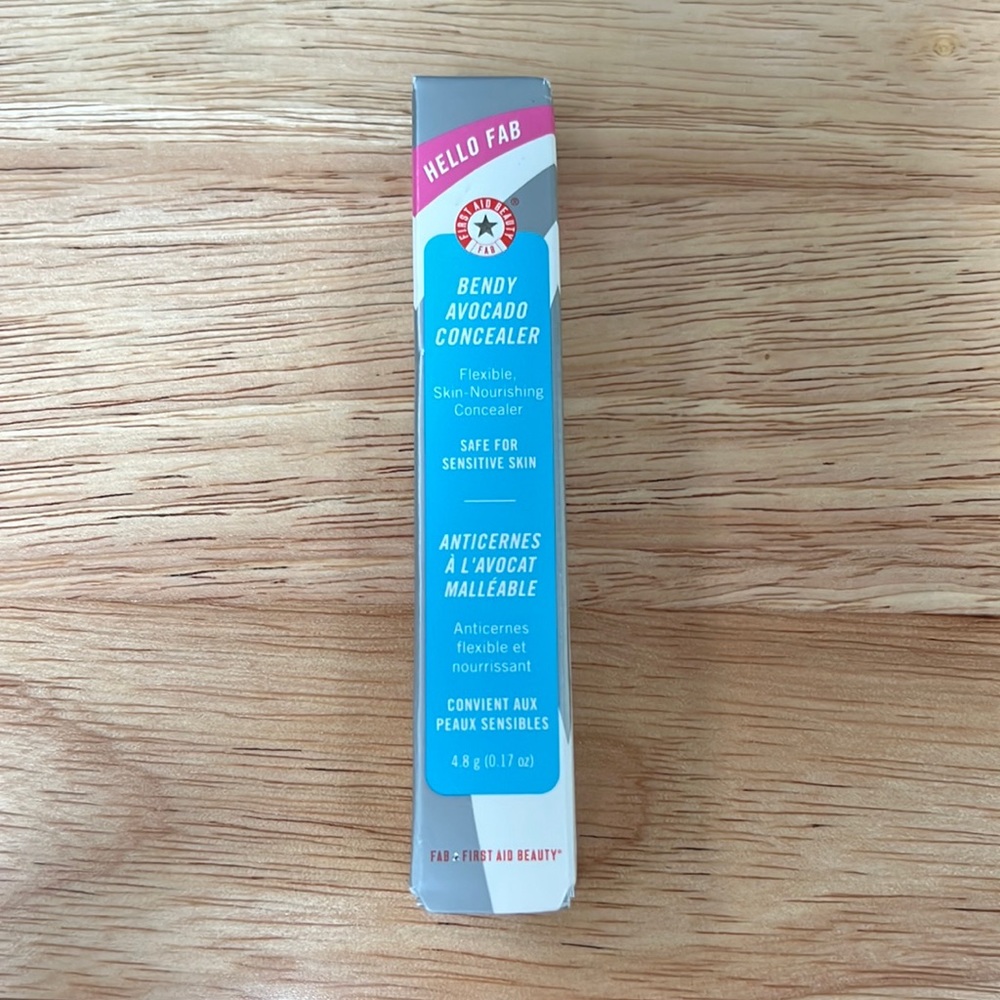 HELLO FAB
FIRST AID BEAUTY®
FAB
BENDY
AVOCADO
CONCEALER
Flexible,
Skin-Nourishing
Concealer
SAFE FOR
SENSITIVE SKIN
ANTICERNES
À L'AVOCAT
MALLÉABLE
Anticernes
flexible et
nourrissant
CONVIENT AUX
PEAUX SENSIBLES
4.8 g (0.17 oz)
FAB + FIRST AID BEAUTY®